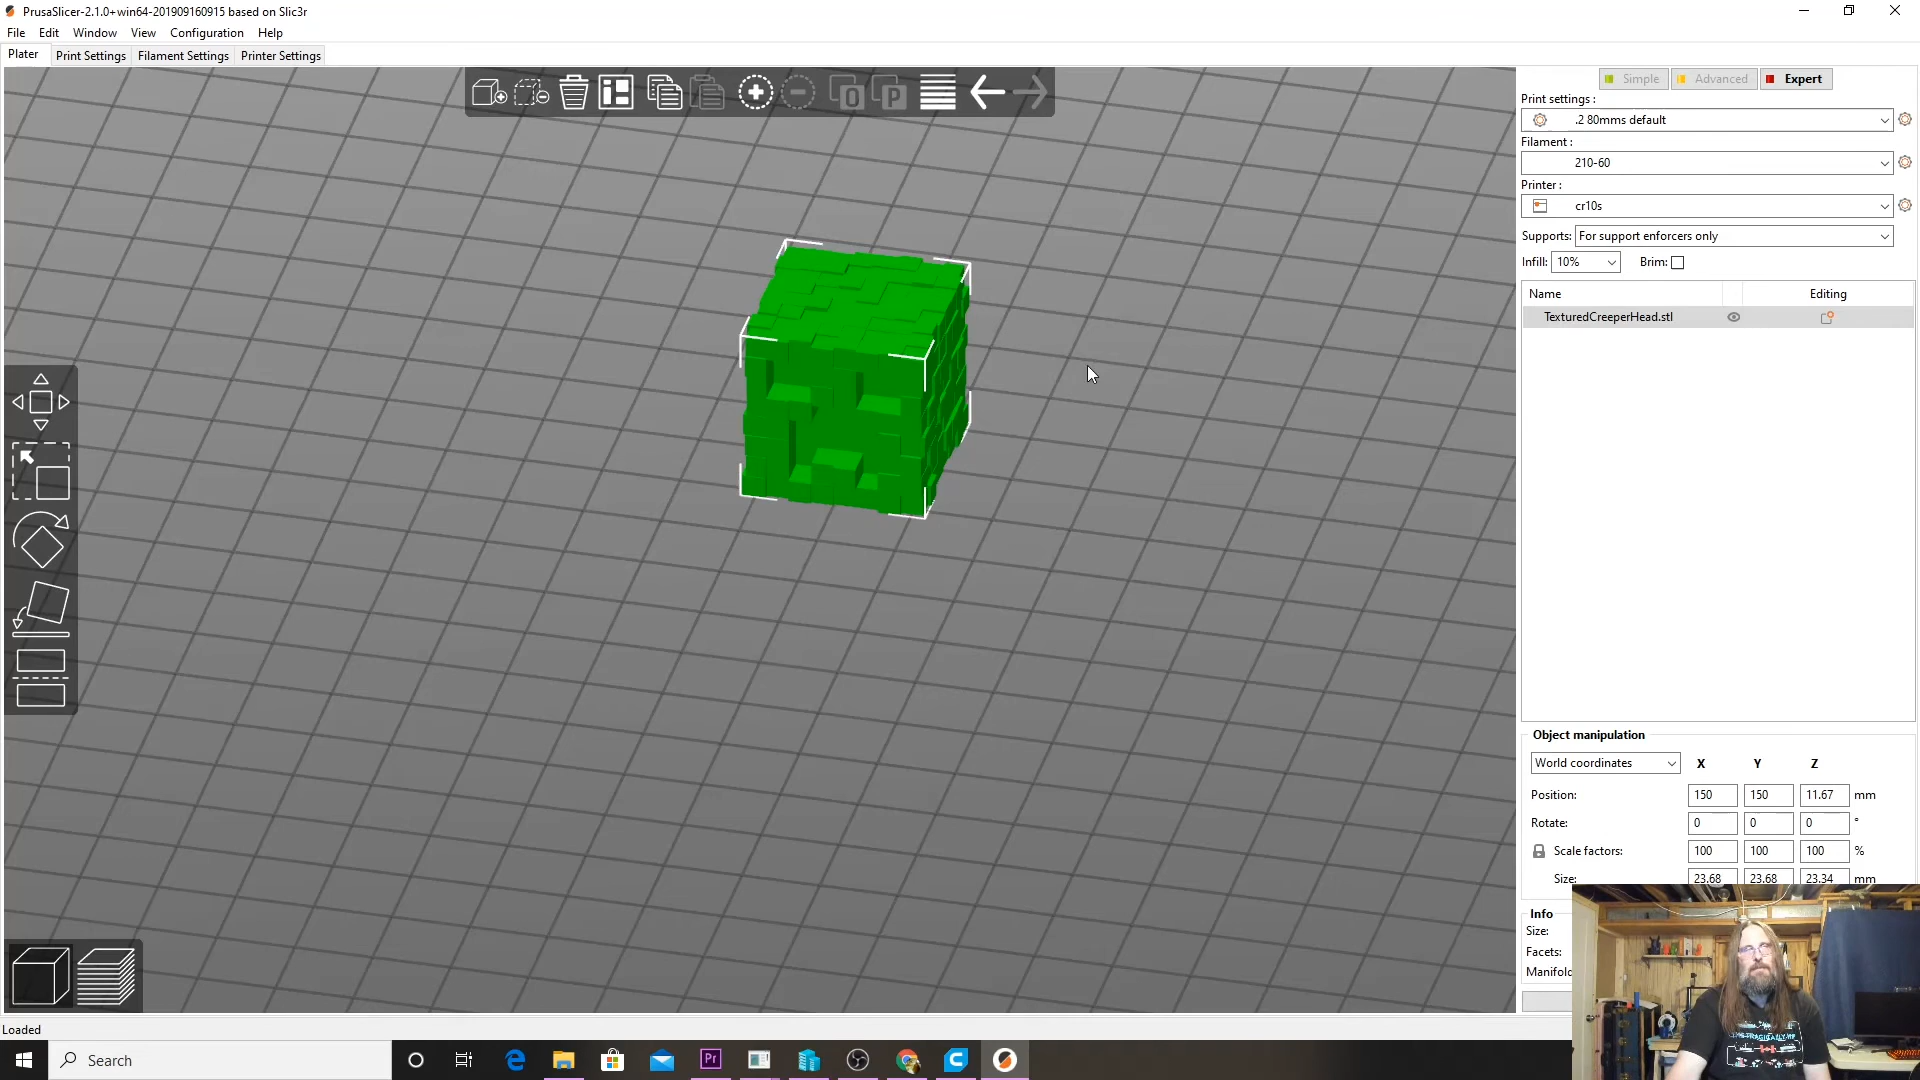 PrusaSlicer-2.1.0+win64-201909160915 based on Slic3r
File Edit Window View Configuration Help
Plater Print Settings Filament Settings Printer Settings
Simple Advanced Expert
Print settings :
.2 80mms default
Filament :
210-60
Printer :
cr10s
Supports: For support enforcers only
Infill: 10% Brim:
Name Editing
TexturedCreeperHead.stl
Object manipulation
World coordinates X Y Z
Position: 150 150 11.67 mm
Rotate: 0 0 0 °
Scale factors: 100 100 100 %
Size: 23.68 23.68 23.34 mm
Info
Size:
Facets:
Manifold
Loaded
Search